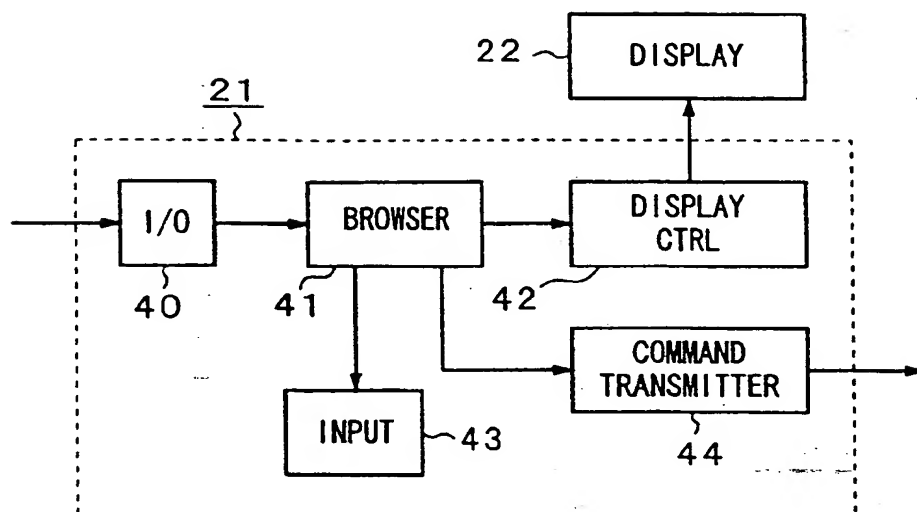 22
DISPLAY
21
I/O
BROWSER
DISPLAY
CTRL
40
41
42
COMMAND
TRANSMITTER
INPUT
43
44